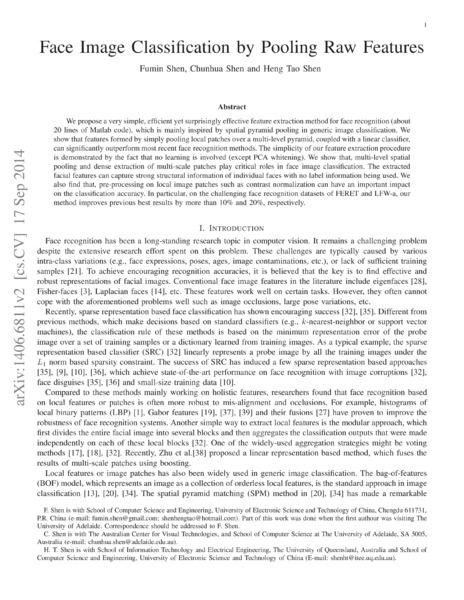 1
Face Image Classification by Pooling Raw Features
Fumin Shen, Chunhua Shen and Heng Tao Shen
Abstract
We propose a very simple, efficient yet surprisingly effective feature extraction method for face recognition (about
20 lines of Matlab code), which is mainly inspired by spatial pyramid pooling in generic image classification. We
show that features formed by simply pooling local patches over a multi-level pyramid, coupled with a linear classifier,
can significantly outperform most recent face recognition methods. The simplicity of our feature extraction procedure
is demonstrated by the fact that no learning is involved (except PCA whitening). We show that, multi-level spatial
pooling and dense extraction of multi-scale patches play critical roles in face image classification. The extracted
facial features can capture strong structural information of individual faces with no label information being used. We
also find that, pre-processing on local image patches such as contrast normalization can have an important impact
on the classification accuracy. In particular, on the challenging face recognition datasets of FERET and LFW-a, our
method improves previous best results by more than 10% and 20%, respectively.
I. INTRODUCTION
Face recognition has been a long-standing research topic in computer vision. It remains a challenging problem
despite the extensive research effort spent on this problem. These challenges are typically caused by various
intra-class variations (e.g., face expressions, poses, ages, image contaminations, etc.), or lack of sufficient training
samples [21]. To achieve encouraging recognition accuracies, it is believed that the key is to find effective and
robust representations of facial images. Conventional face image features in the literature include eigenfaces [28],
Fisher-faces [3], Laplacian faces [14], etc. These features work well on certain tasks. However, they often cannot
cope with the aforementioned problems well such as image occlusions, large pose variations, etc.
Recently, sparse representation based face classification has shown encouraging success [32], [35]. Different from
previous methods, which make decisions based on standard classifiers (e.g., k-nearest-neighbor or support vector
machines), the classification rule of these methods is based on the minimum representation error of the probe
image over a set of training samples or a dictionary learned from training images. As a typical example, the sparse
representation based classifier (SRC) [32] linearly represents a probe image by all the training images under the
L1 norm based sparsity constraint. The success of SRC has induced a few sparse representation based approaches
[35], [9], [10], [36], which achieve state-of-the-art performance on face recognition with image corruptions [32],
face disguises [35], [36] and small-size training data [10].
Compared to these methods mainly working on holistic features, researchers found that face recognition based
on local features or patches is often more robust to mis-alignment and occlusions. For example, histograms of
local binary patterns (LBP) [1], Gabor features [19], [37], [39] and their fusions [27] have proven to improve the
robustness of face recognition systems. Another simple way to extract local features is the modular approach, which
first divides the entire facial image into several blocks and then aggregates the classification outputs that were made
independently on each of these local blocks [32]. One of the widely-used aggregation strategies might be voting
methods [17], [18], [32]. Recently, Zhu et al.[38] proposed a linear representation based method, which fuses the
results of multi-scale patches using boosting.
Local features or image patches has also been widely used in generic image classification. The bag-of-features
(BOF) model, which represents an image as a collection of orderless local features, is the standard approach in image
classification [13], [20], [34]. The spatial pyramid matching (SPM) method in [20], [34] has made a remarkable
F. Shen is with School of Computer Science and Engineering, University of Electronic Science and Technology of China, Chengdu 611731,
P.R. China (e-mail: fumin.shen@gmail.com; shenhengtao@hotmail.com). Part of this work was done when the first authour was visiting The
University of Adelaide. Correspondence should be addressed to F. Shen.
C. Shen is with The Australian Center for Visual Technologies, and School of Computer Science at The University of Adelaide, SA 5005,
Australia (e-mail: chunhua.shen@adelaide.edu.au).
H. T. Shen is with School of Information Technology and Electrical Engineering, The University of Queensland, Australia and School of
Computer Science and Engineering, University of Electronic Science and Technology of China (E-mail: shenht@itee.uq.edu.au).
arXiv:1406.6811v2 [cs.CV] 17 Sep 2014